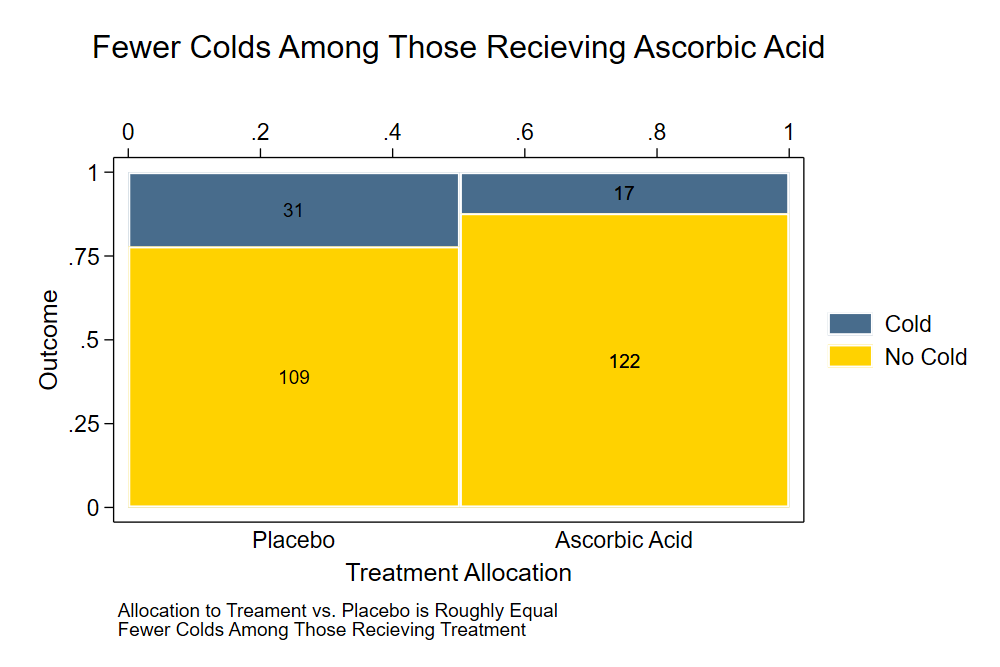 Fewer Colds Among Those Recieving Ascorbic Acid
0 .2 .4 .6 .8 1
1
.75
.5
.25
0
Outcome
31
17
109
122
Cold
No Cold
Placebo Ascorbic Acid
Treatment Allocation
Allocation to Treament vs. Placebo is Roughly Equal
Fewer Colds Among Those Recieving Treatment